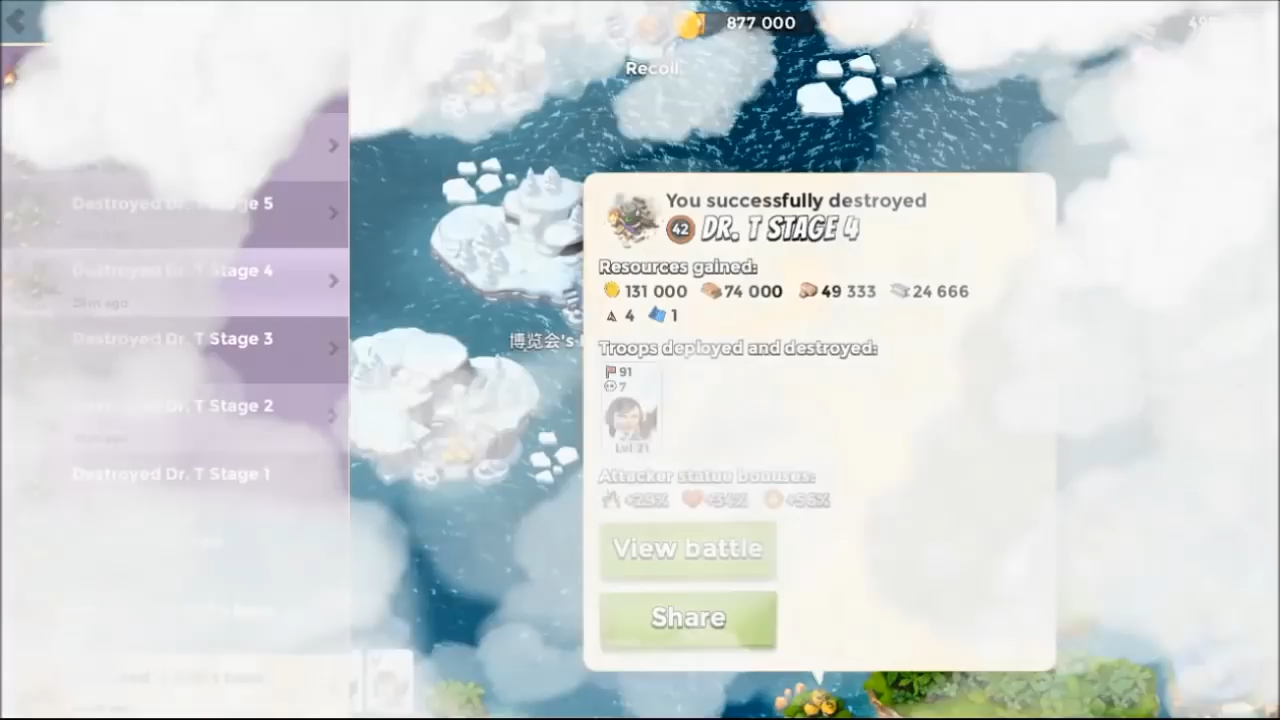 877 000
Recoil
Destroyed Dr. T Stage 5
Destroyed Dr. T Stage 4
Destroyed Dr. T Stage 3
Dr. T Stage 2
Destroyed Dr. T Stage 1
博览会's
You successfully destroyed
42 DR. T STAGE 4
Resources gained:
131 000 74 000 49 333 24 666
4 1
Troops deployed and destroyed:
91
7
Lvl 21
Attacker statue bonuses:
View battle
Share